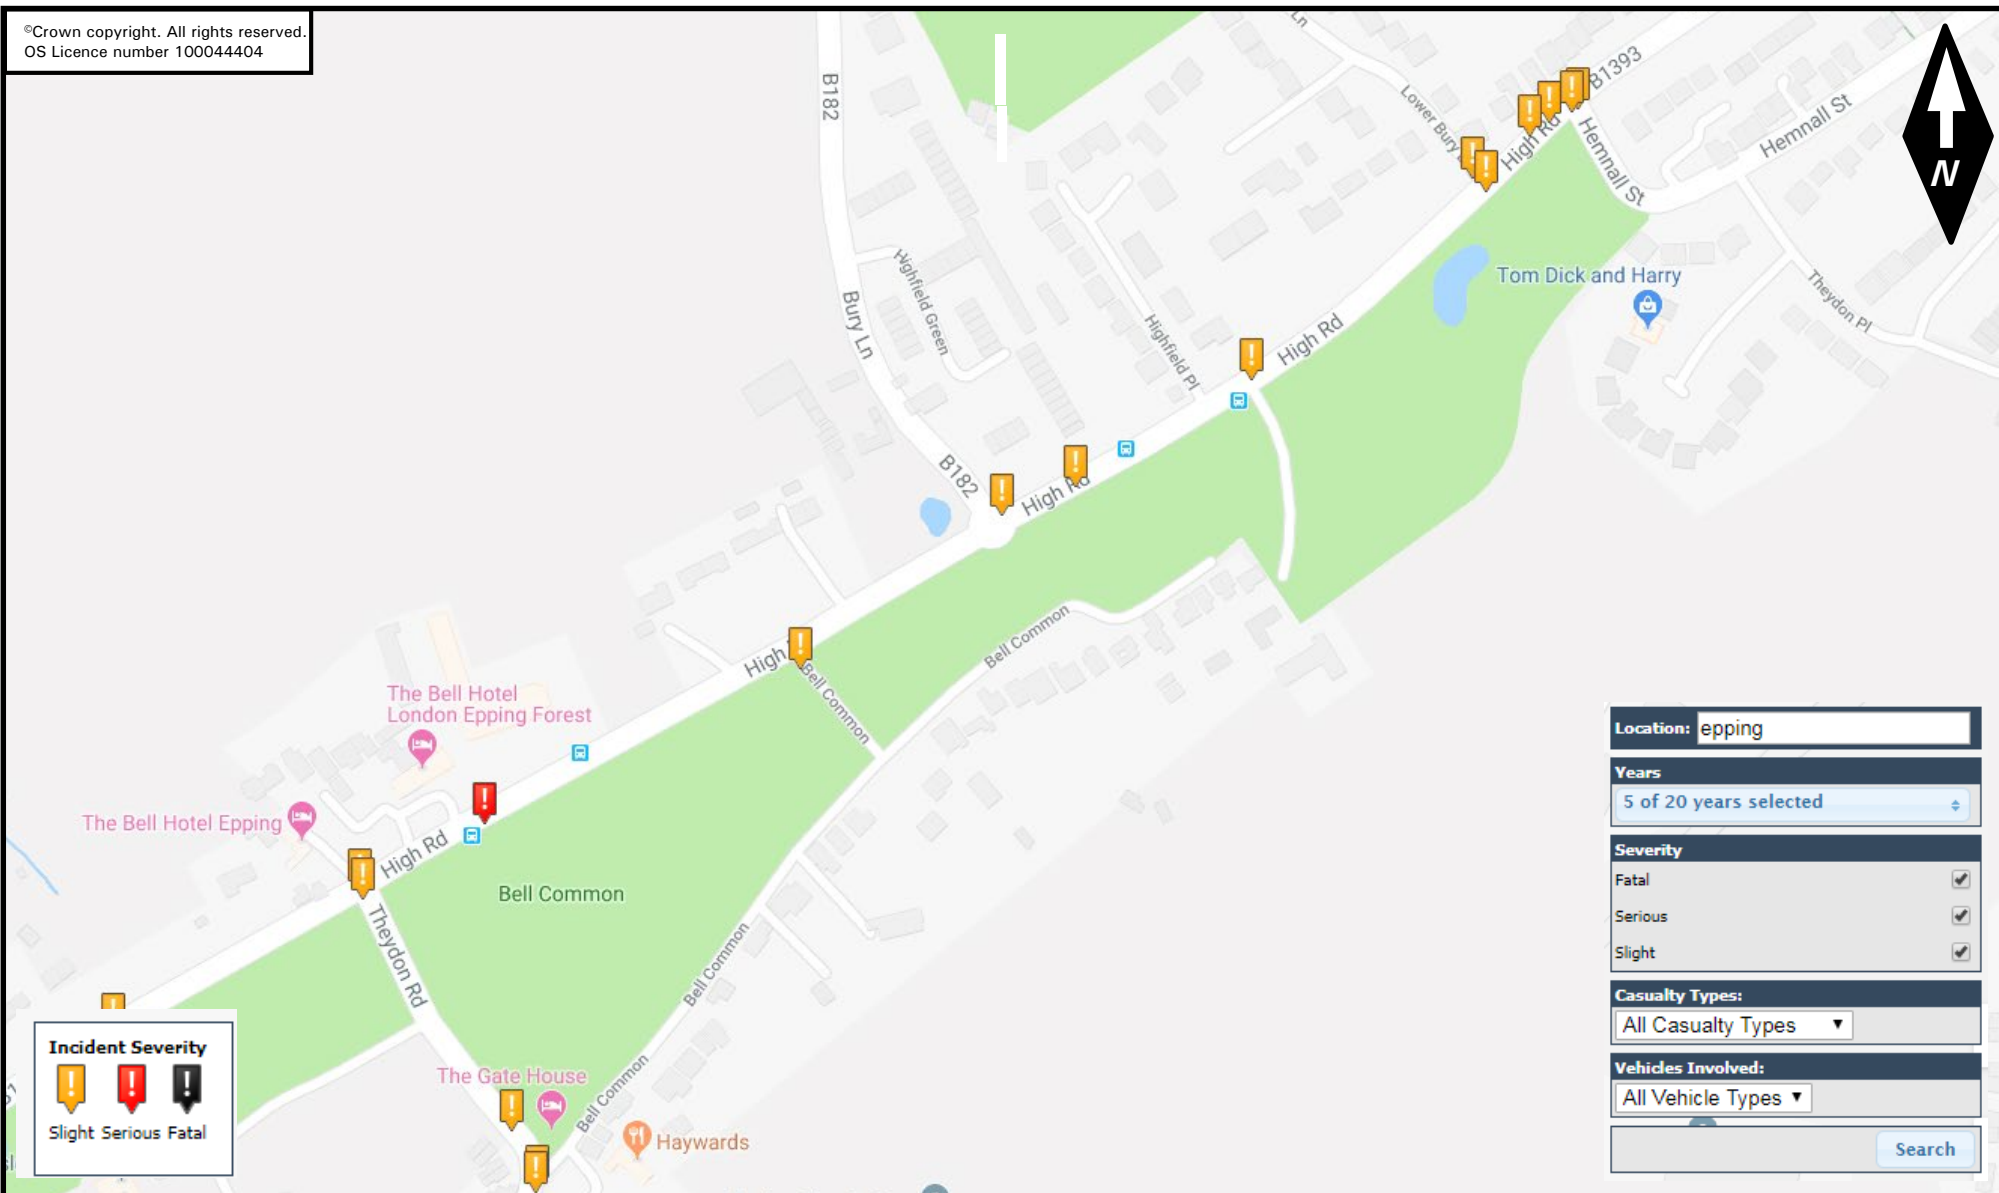 ©Crown copyright. All rights reserved.
OS Licence number 100044404
B182
Ln
B1393
Lower Bury
High Rd
Hemnall St
Hemnall St
N
Highfield Green
Tom Dick and Harry
Theydon Pl
Bury Ln
Highfield Pl
High Rd
B182
High Rd
Bell Common
High
Bell Common
The Bell Hotel
London Epping Forest
The Bell Hotel Epping
High Rd
Bell Common
Theydon Rd
Bell Common
The Gate House
Bell Common
Haywards
Incident Severity
Slight Serious Fatal
Location: epping
Years
5 of 20 years selected
Severity
Fatal
Serious
Slight
Casualty Types:
All Casualty Types
Vehicles Involved:
All Vehicle Types
Search